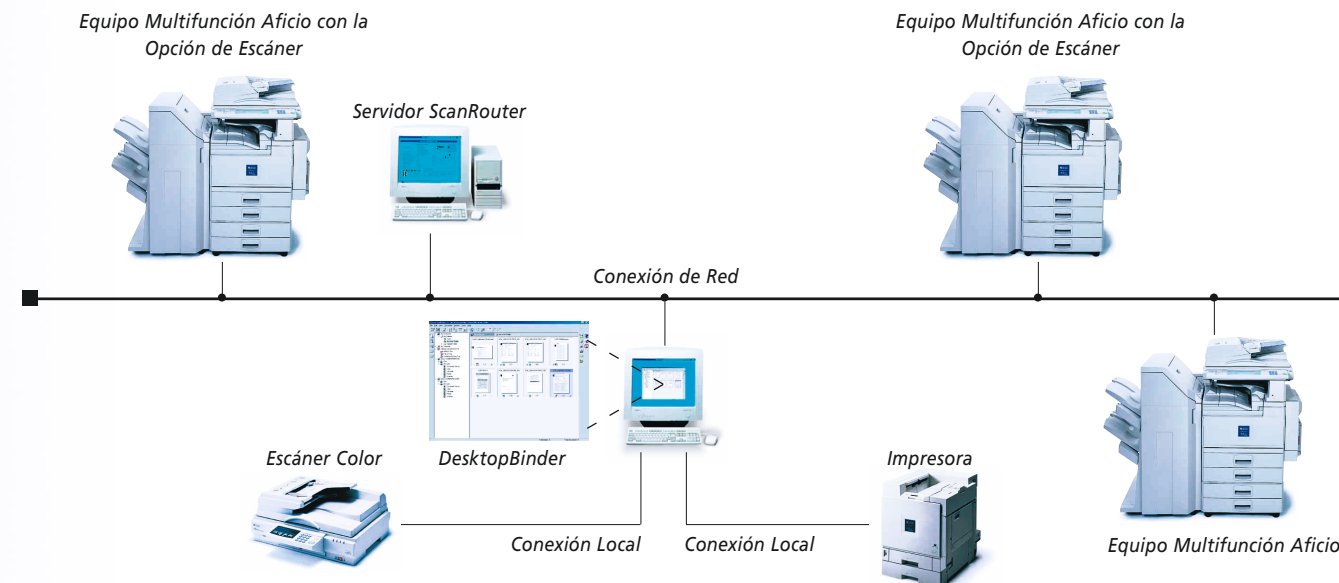 Equipo Multifunción Aficio con la
Opción de Escáner
Equipo Multifunción Aficio con la
Opción de Escáner
Servidor ScanRouter
Conexión de Red
Escáner Color
DesktopBinder
Impresora
Conexión Local
Conexión Local
Equipo Multifunción Aficio